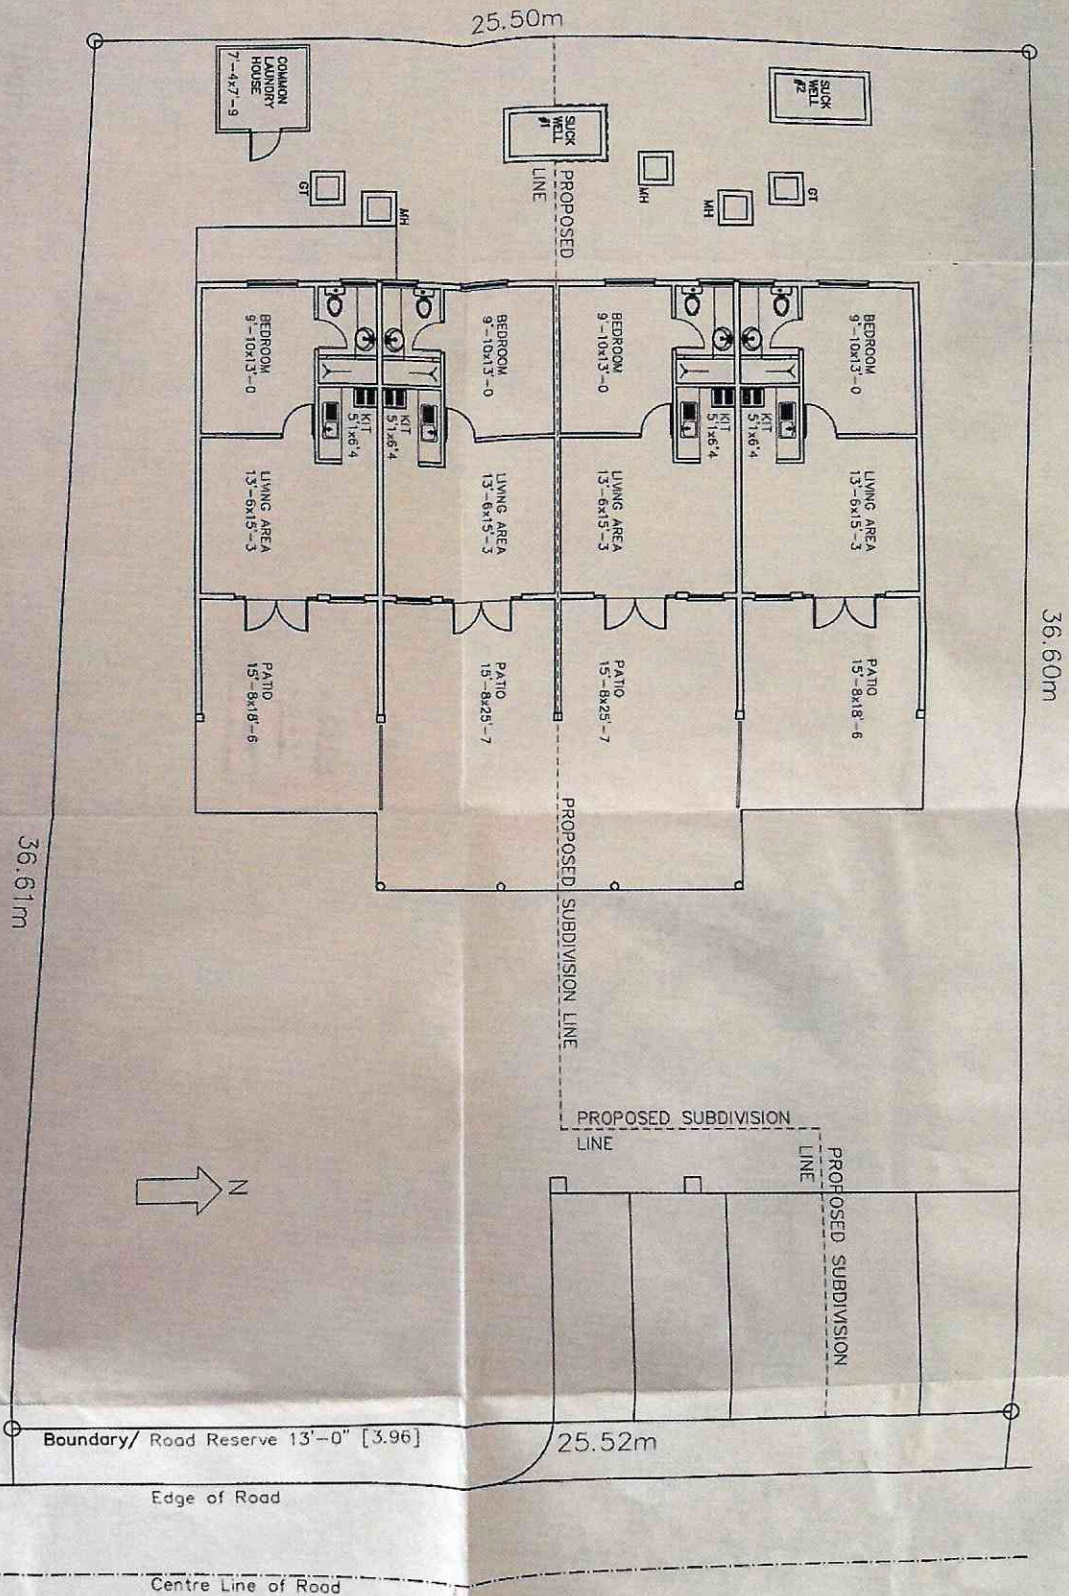 25.50m
COMMON
LAUNDRY
HOUSE
7'-4x7'-9
SUCK
WELL
#1
SUCK
WELL
#2
GT
MH
MH
MH
GT
PROPOSED
LINE
BEDROOM
9'-10x13'-0
BEDROOM
9'-10x13'-0
BEDROOM
9'-10x13'-0
BEDROOM
9'-10x13'-0
KIT
5'1x6'4
KIT
5'1x6'4
KIT
5'1x6'4
KIT
5'1x6'4
LIVING AREA
13'-6x15'-3
LIVING AREA
13'-6x15'-3
LIVING AREA
13'-6x15'-3
LIVING AREA
13'-6x15'-3
36.60m
PATIO
15'-8x18'-6
PATIO
15'-8x25'-7
PATIO
15'-8x25'-7
PATIO
15'-8x18'-6
36.61m
PROPOSED SUBDIVISION LINE
PROPOSED SUBDIVISION
LINE
PROPOSED SUBDIVISION
LINE
N
Boundary/ Road Reserve 13'-0" [3.96]
25.52m
Edge of Road
Centre Line of Road